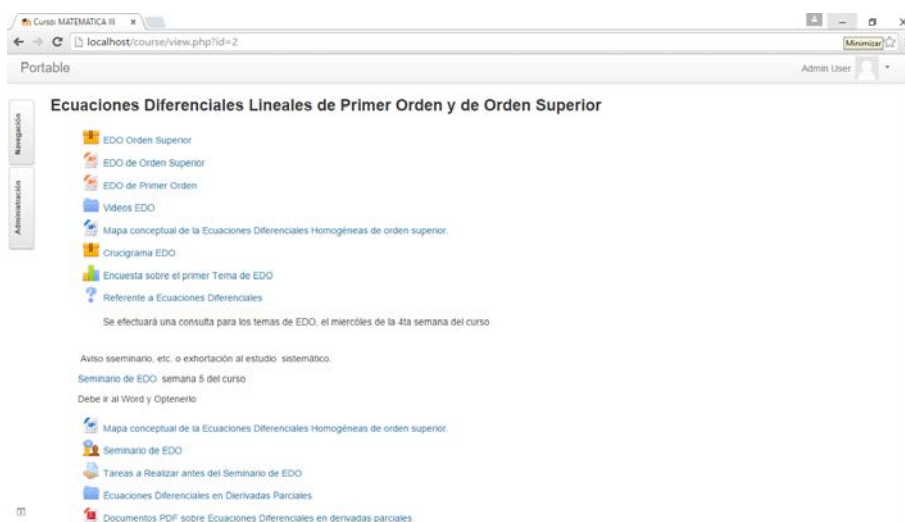 Curso: MATEMATICA III
localhost/course/view.php?id=2
Minimizar
Portable
Admin User
Navegación
Administración
Ecuaciones Diferenciales Lineales de Primer Orden y de Orden Superior
EDO Orden Superior
EDO de Orden Superior
EDO de Primer Orden
Videos EDO
Mapa conceptual de la Ecuaciones Diferenciales Homogéneas de orden superior.
Crucigrama EDO
Encuesta sobre el primer Tema de EDO
Referente a Ecuaciones Diferenciales
Se efectuará una consulta para los temas de EDO, el miercóles de la 4ta semana del curso
Aviso sseminario, etc. o exhortación al estudio sistemático.
Seminario de EDO semana 5 del curso
Debe ir al Word y Optenerlo
Mapa conceptual de la Ecuaciones Diferenciales Homogéneas de orden superior.
Seminario de EDO
Tareas a Realizar antes del Seminario de EDO
Ecuaciones Diferenciales en Dierivadas Parciales
Documentos PDF sobre Ecuaciones Diferenciales en derivadas parciales